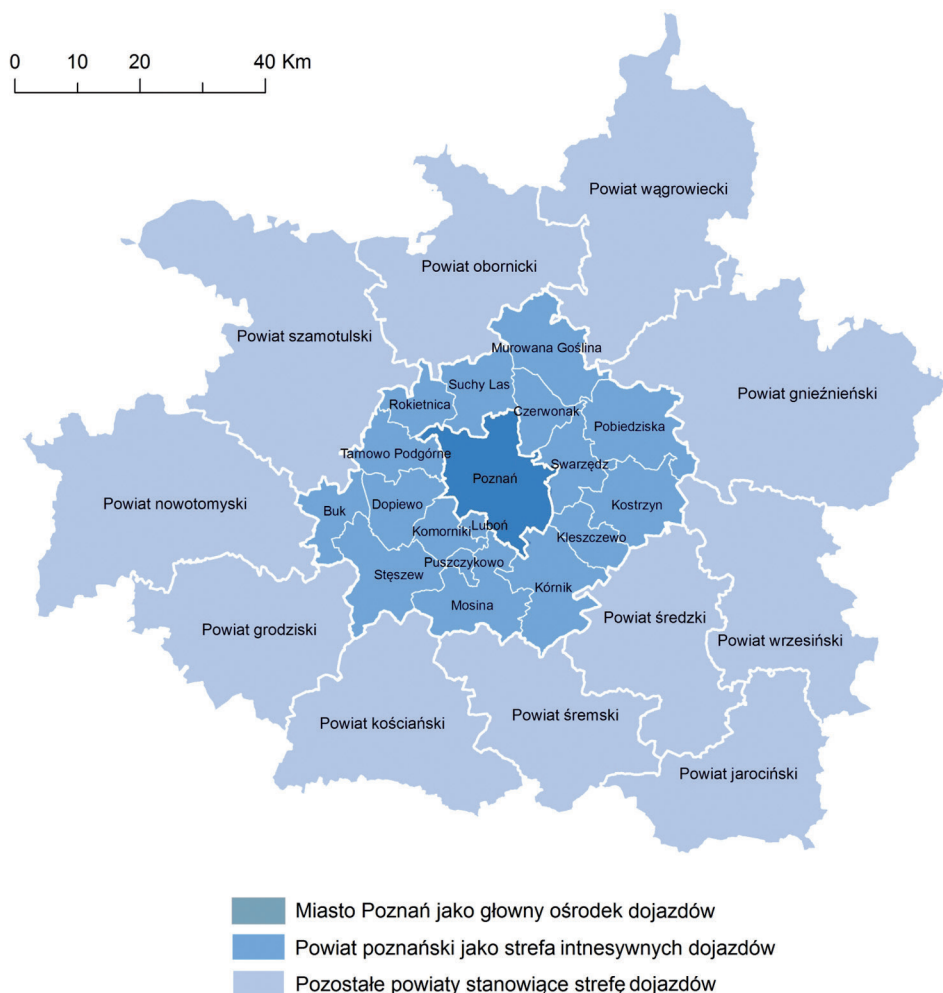 0 10 20 40 Km
Powiat wągrowiecki
Powiat obornicki
Powiat szamotulski
Murowana Goślina
Suchy Las
Powiat gnieźnieński
Rokietnica
Czerwonak
Pobiedziska
Tarnowo Podgórne
Swarzędz
Poznań
Powiat nowotomyski
Buk
Dopiewo
Kostrzyn
Luboń
Komorniki
Kleszczewo
Puszczykowo
Stęszew
Kórnik
Mosina
Powiat średzki
Powiat grodziski
Powiat wrzesiński
Powiat kościański
Powiat śremski
Powiat jarociński
Miasto Poznań jako głowny ośrodek dojazdów
Powiat poznański jako strefa intnesywnych dojazdów
Pozostałe powiaty stanowiące strefę dojazdów